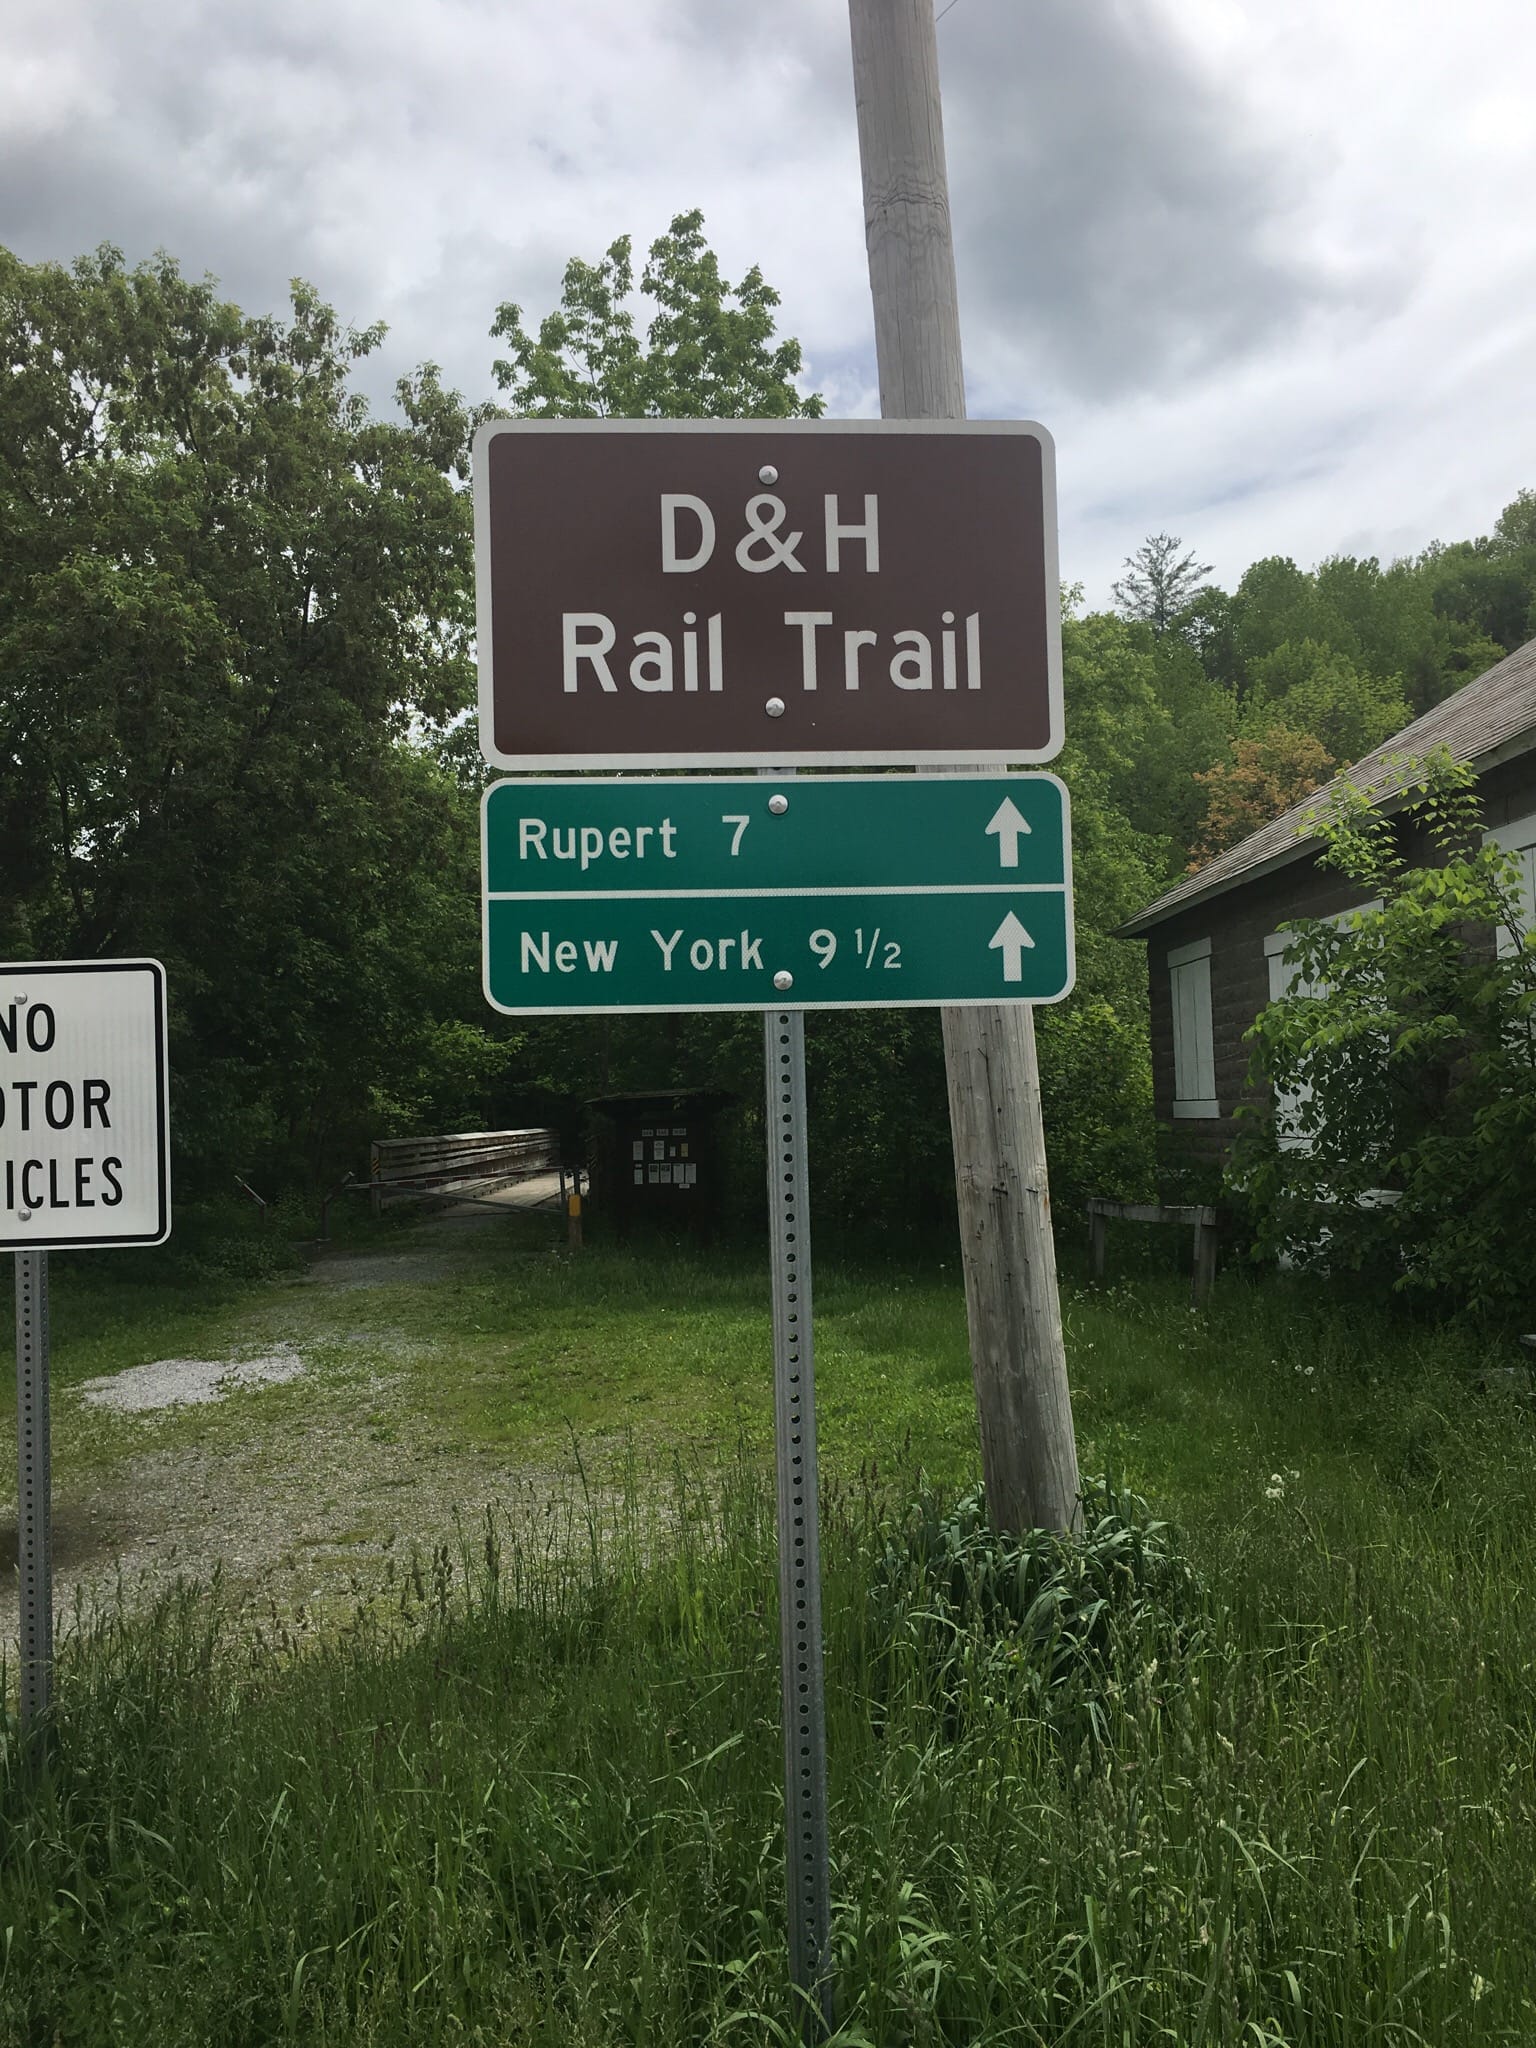 D&H
Rail Trail
Rupert 7
New York 9 1/2
NO
OTOR
ICLES